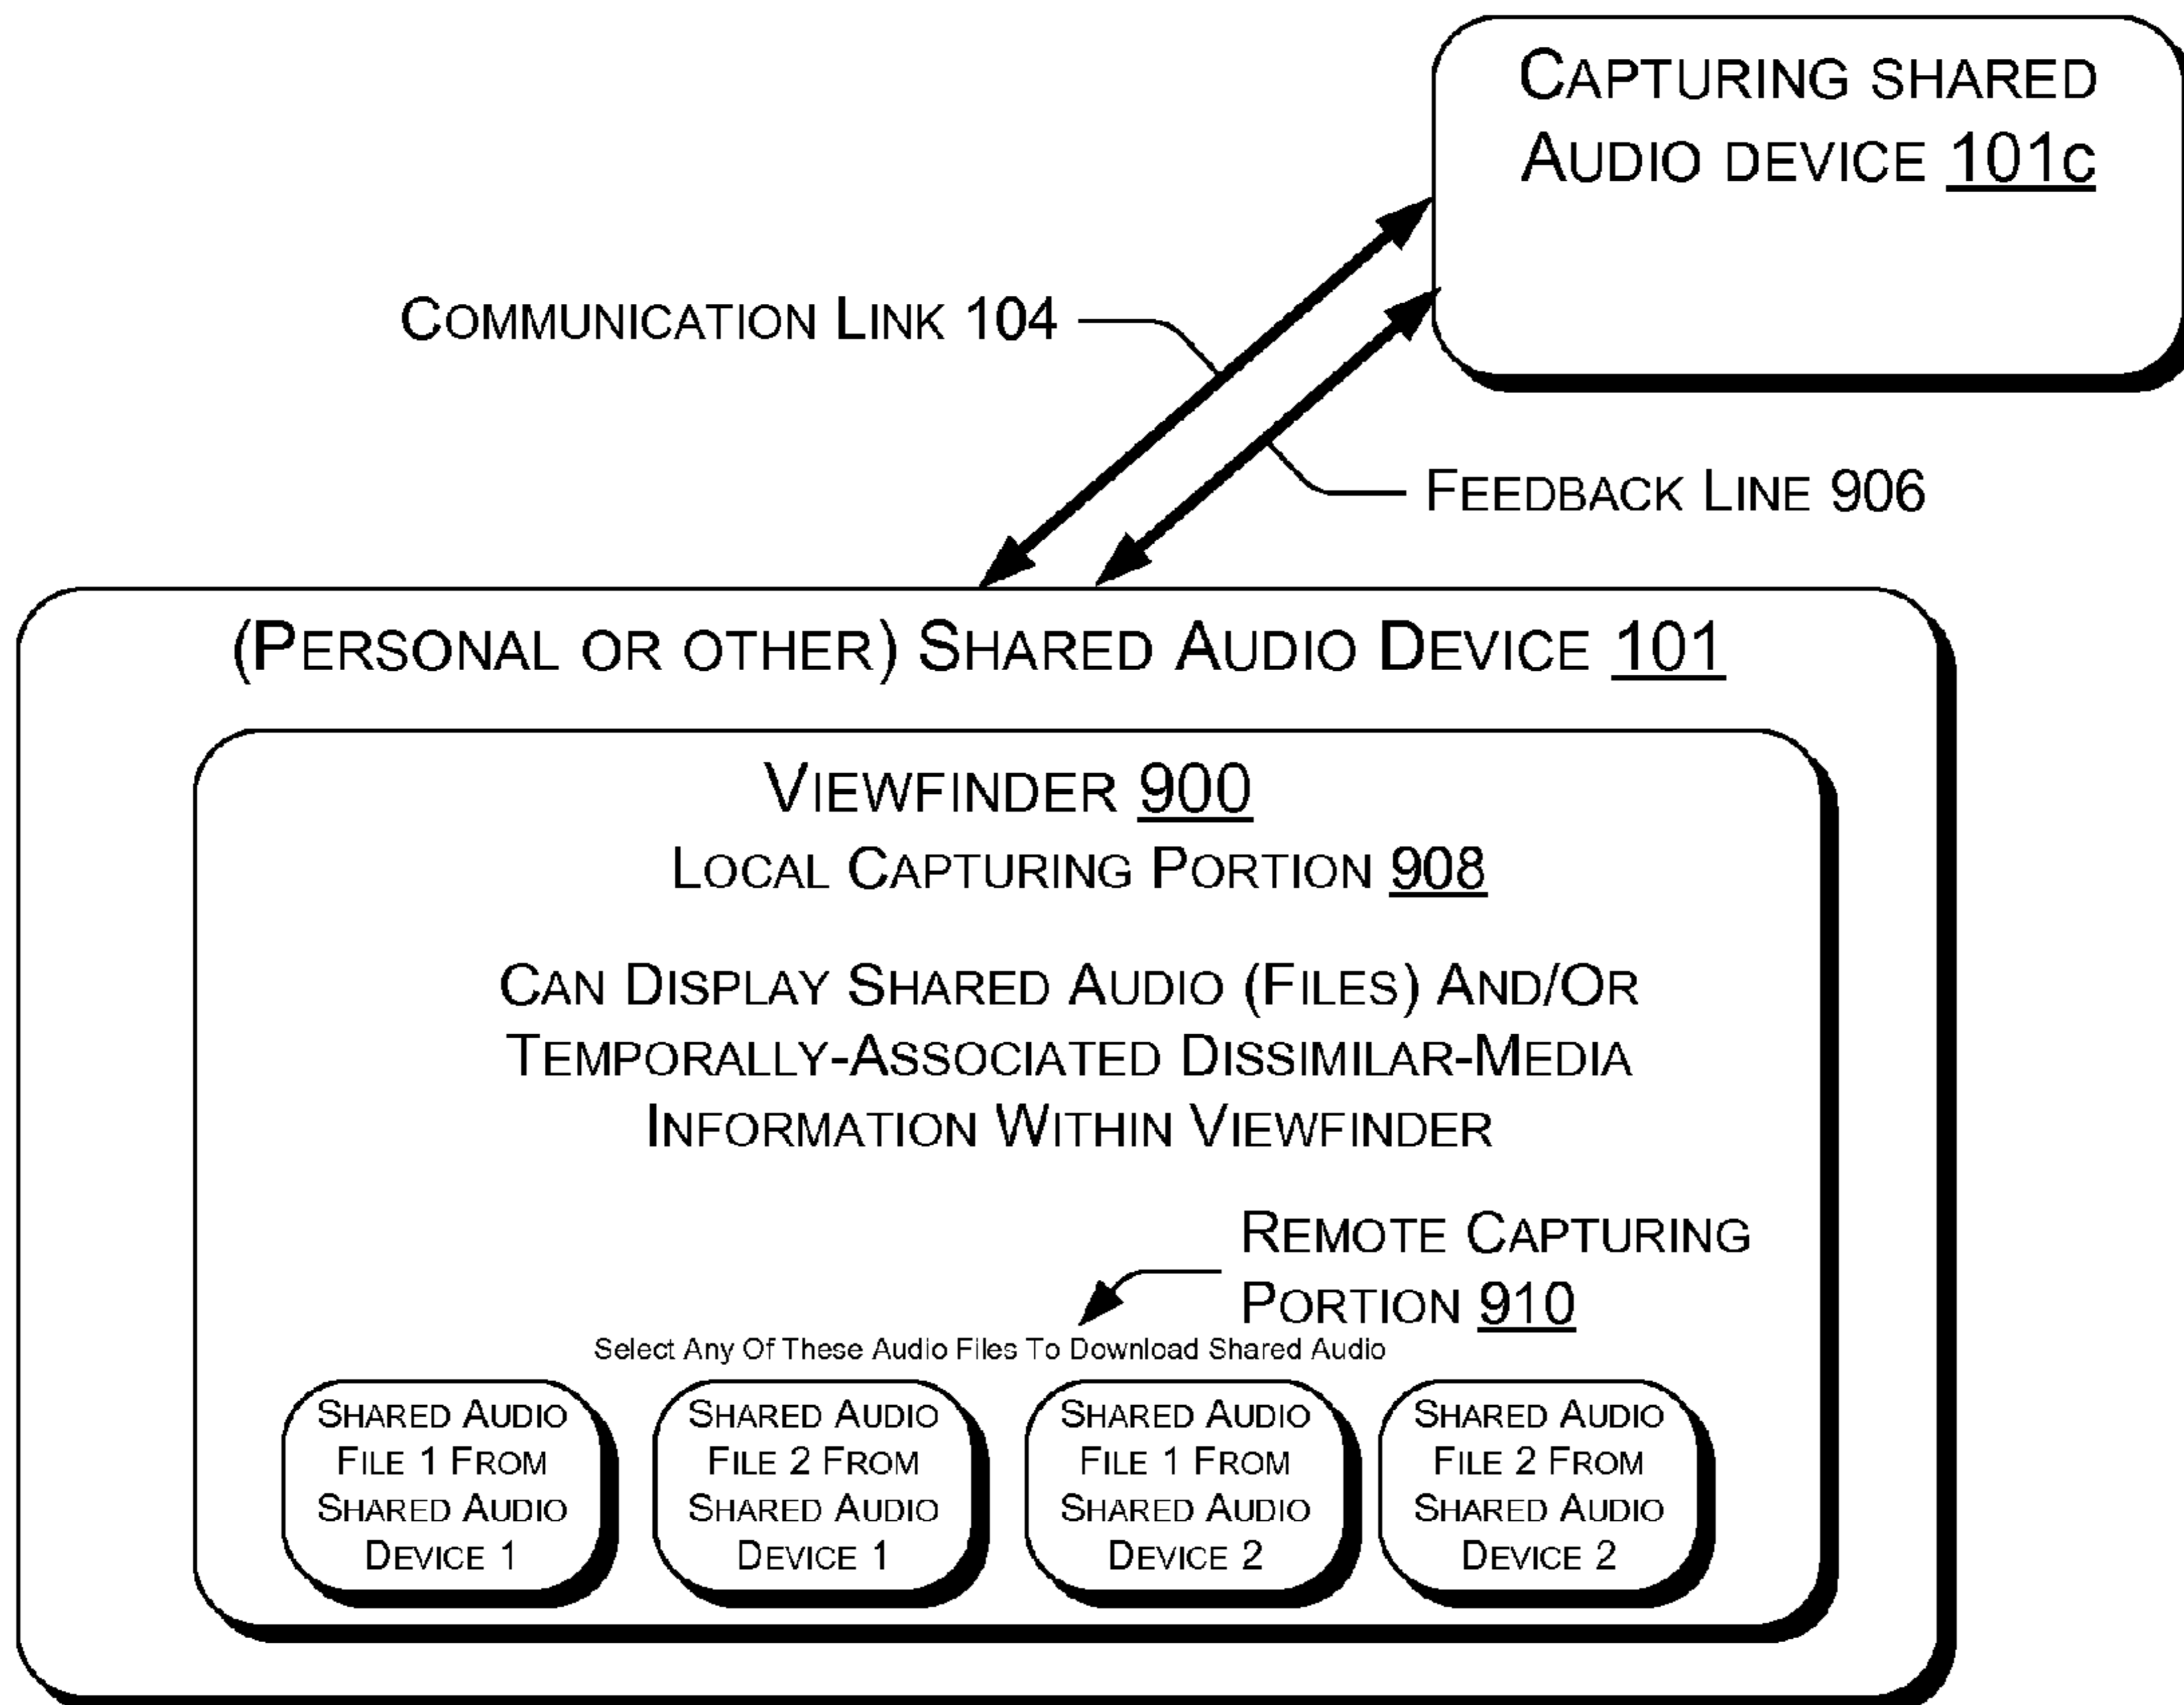 CAPTURING SHARED
AUDIO DEVICE 101C
COMMUNICATION LINK 104
FEEDBACK LINE 906
(PERSONAL OR OTHER) SHARED AUDIO DEVICE 101
VIEWFINDER 900
LOCAL CAPTURING PORTION 908
CAN DISPLAY SHARED AUDIO (FILES) AND/OR
TEMPORALLY-ASSOCIATED DISSIMILAR-MEDIA
INFORMATION WITHIN VIEWFINDER
REMOTE CAPTURING
PORTION 910
Select Any Of These Audio Files To Download Shared Audio
SHARED AUDIO
FILE 1 FROM
SHARED AUDIO
DEVICE 1
SHARED AUDIO
FILE 2 FROM
SHARED AUDIO
DEVICE 1
SHARED AUDIO
FILE 1 FROM
SHARED AUDIO
DEVICE 2
SHARED AUDIO
FILE 2 FROM
SHARED AUDIO
DEVICE 2